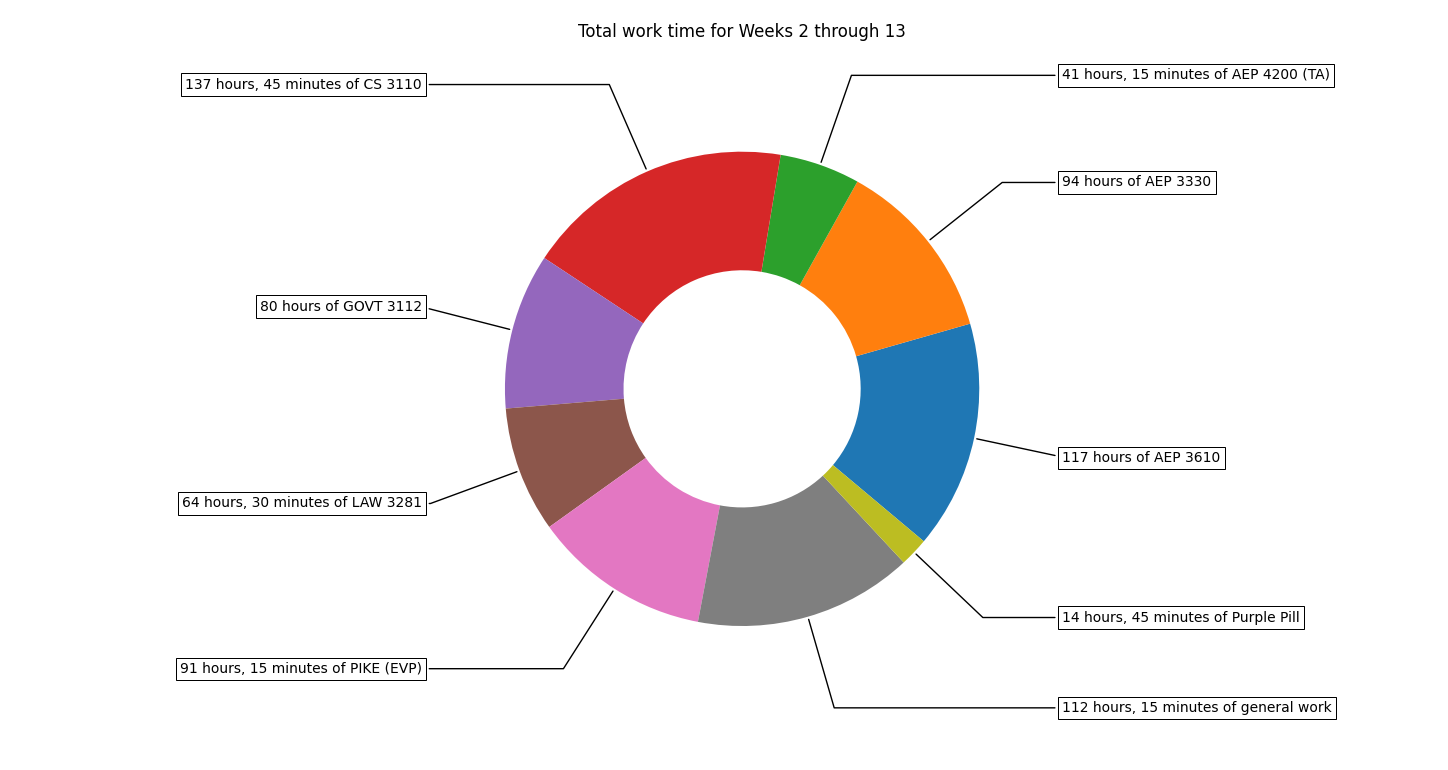 Total work time for Weeks 2 through 13
41 hours, 15 minutes of AEP 4200 (TA)
137 hours, 45 minutes of CS 3110
94 hours of AEP 3330
80 hours of GOVT 3112
117 hours of AEP 3610
64 hours, 30 minutes of LAW 3281
14 hours, 45 minutes of Purple Pill
91 hours, 15 minutes of PIKE (EVP)
112 hours, 15 minutes of general work